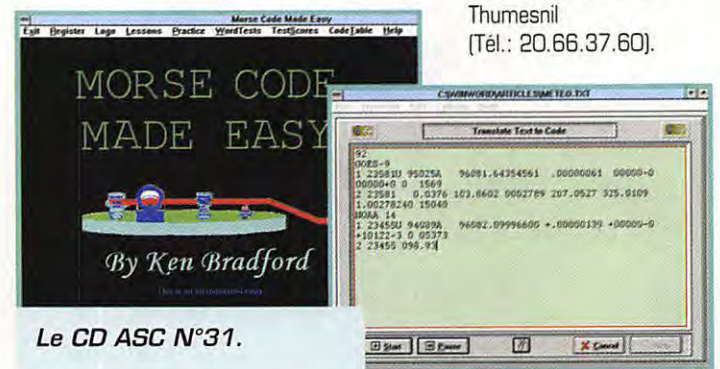 Thumesnil
(Tél.: 20.66.37.60).
Morse Code Made Easy
Exit Register Logo Lessons Practice WordTests TestScores CodeTable Help
MORSE CODE
MADE EASY
By Ken Bradford
C:\WINWORD\ARTICLES\METEO.TXT
Translate Text to Code
92
GOES-9
1 23581U 95025A 96081.64354561 .00000061 00000-0
00000+0 0 1569
2 23581 0.0376 103.8602 0002789 207.0527 325.0109
1.00278240 15040
NOAA 14
1 23455U 94089A 96082.09996600 +.00000139 +00000-0
+10122-3 0 05373
2 23455 098.93
Start Pause Cancel
Le CD ASC N°31.